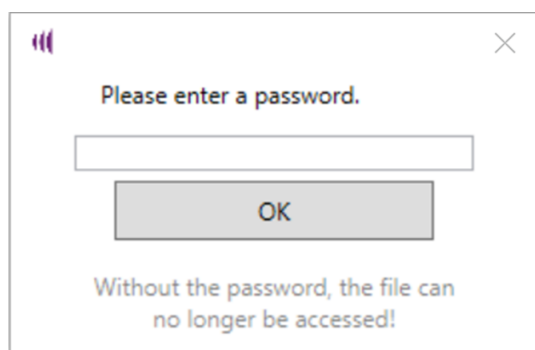 Please enter a password.
OK
Without the password, the file can
no longer be accessed!